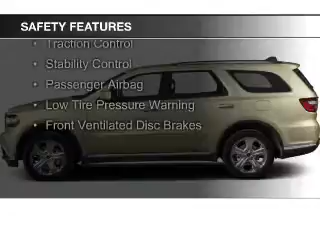 SAFETY FEATURES
• Traction Control
• Stability Control
• Passenger Airbag
• Low Tire Pressure Warning
• Front Ventilated Disc Brakes